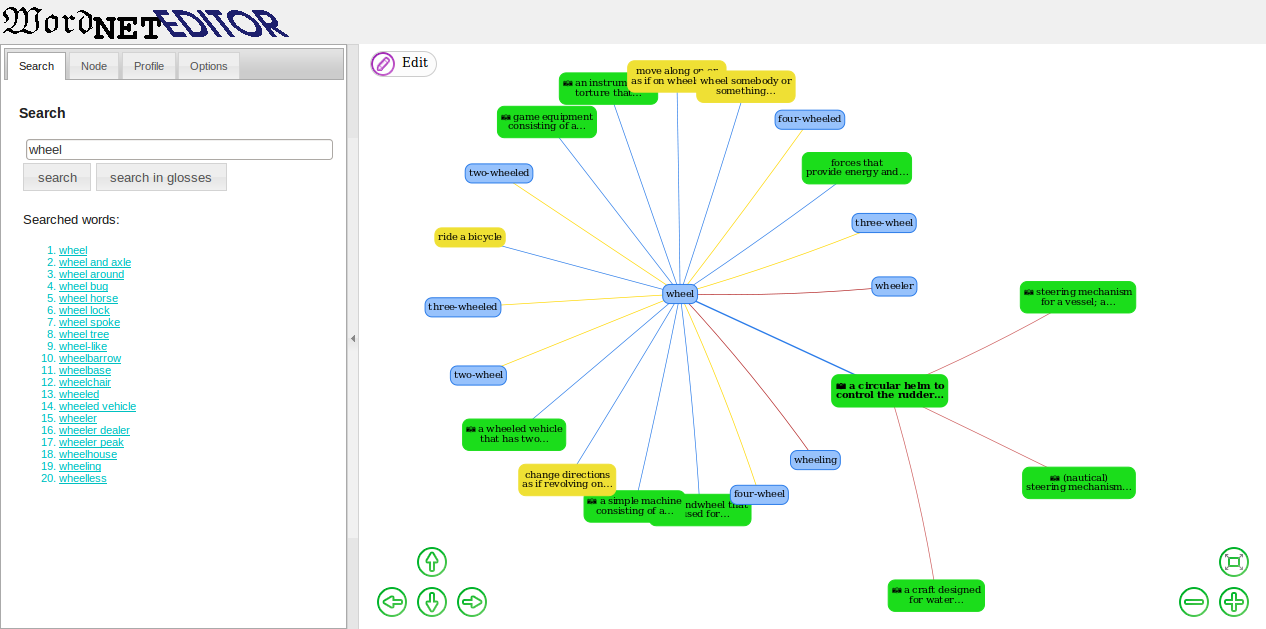 WordNET EDITOR
Search
Node
Profile
Options
Search
wheel
search
search in glosses
Searched words:
1. wheel
2. wheel and axle
3. wheel around
4. wheel bug
5. wheel horse
6. wheel lock
7. wheel spoke
8. wheel tree
9. wheel-like
10. wheelbarrow
11. wheelbase
12. wheelchair
13. wheeled
14. wheeled vehicle
15. wheeler
16. wheeler dealer
17. wheeler peak
18. wheelhouse
19. wheeling
20. wheelless
Edit
move along on or
as if on wheel
wheel somebody or
something...
an instrum
torture that...
game equipment
consisting of a...
four-wheeled
forces that
provide energy and...
two-wheeled
three-wheel
ride a bicycle
wheeler
wheel
three-wheeled
steering mechanism
for a vessel; a...
two-wheel
a circular helm to
control the rudder...
a wheeled vehicle
that has two...
wheeling
change directions
as if revolving on...
(nautical)
steering mechanism...
four-wheel
a simple machine
consisting of a...
ndwheel that
used for...
a craft designed
for water...